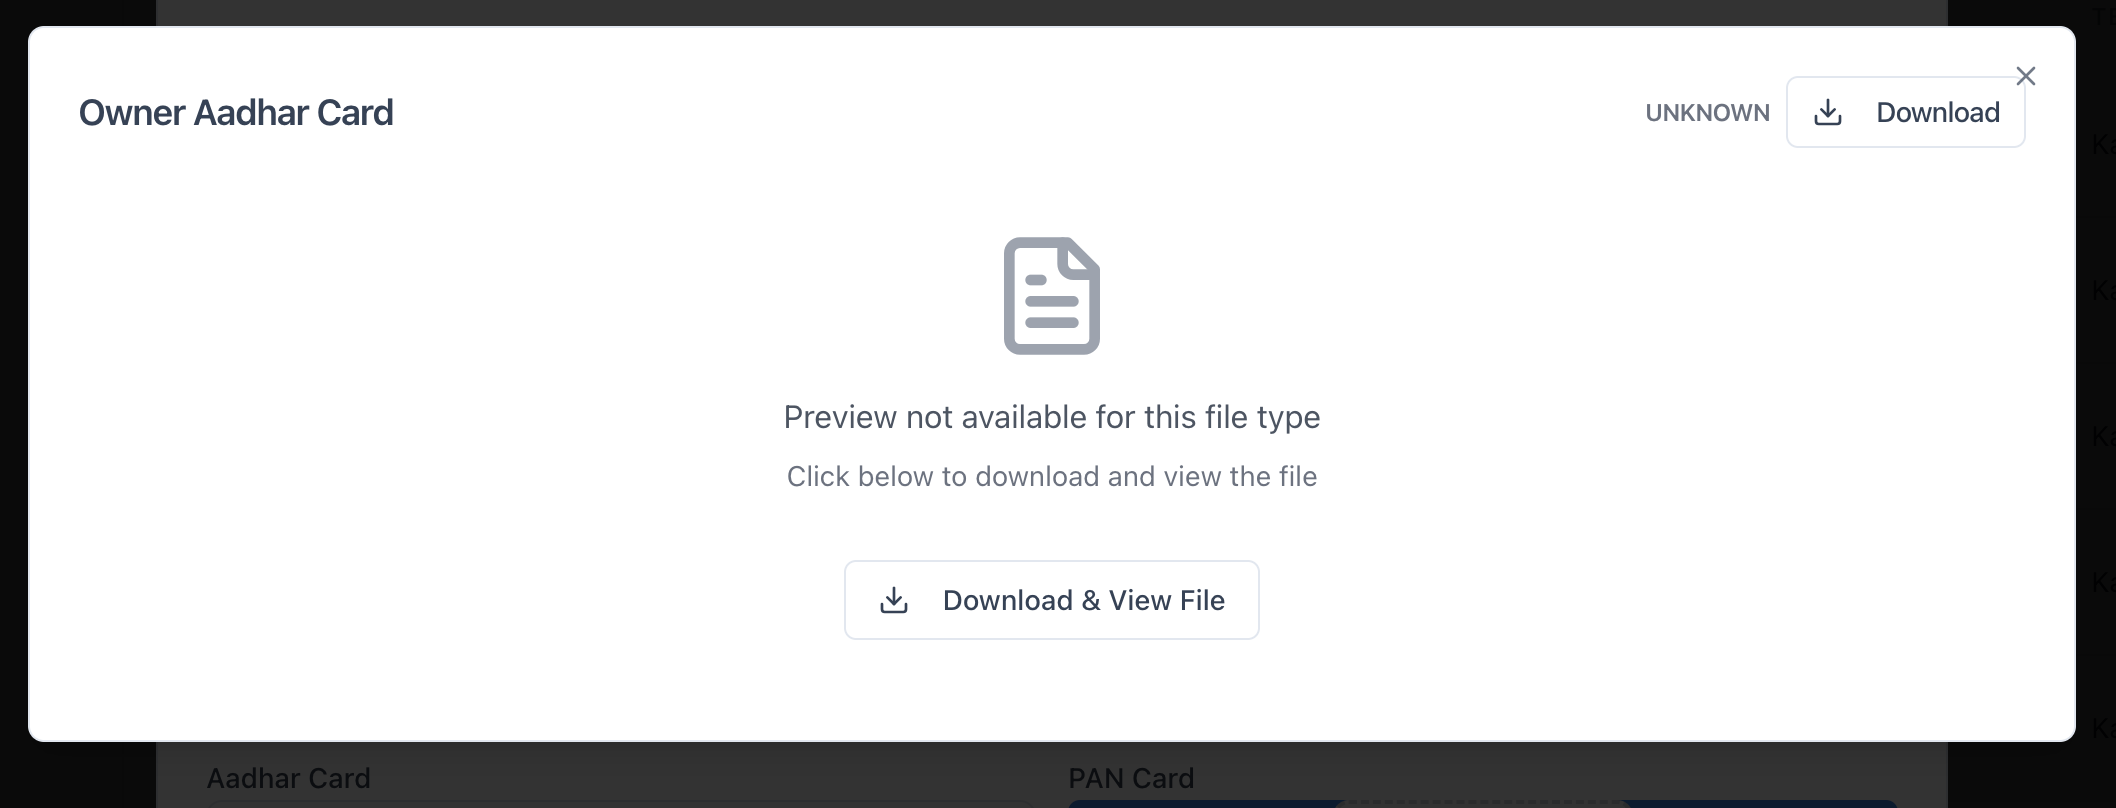 Owner Aadhar Card
UNKNOWN
Download
Preview not available for this file type
Click below to download and view the file
Download & View File
Aadhar Card
PAN Card